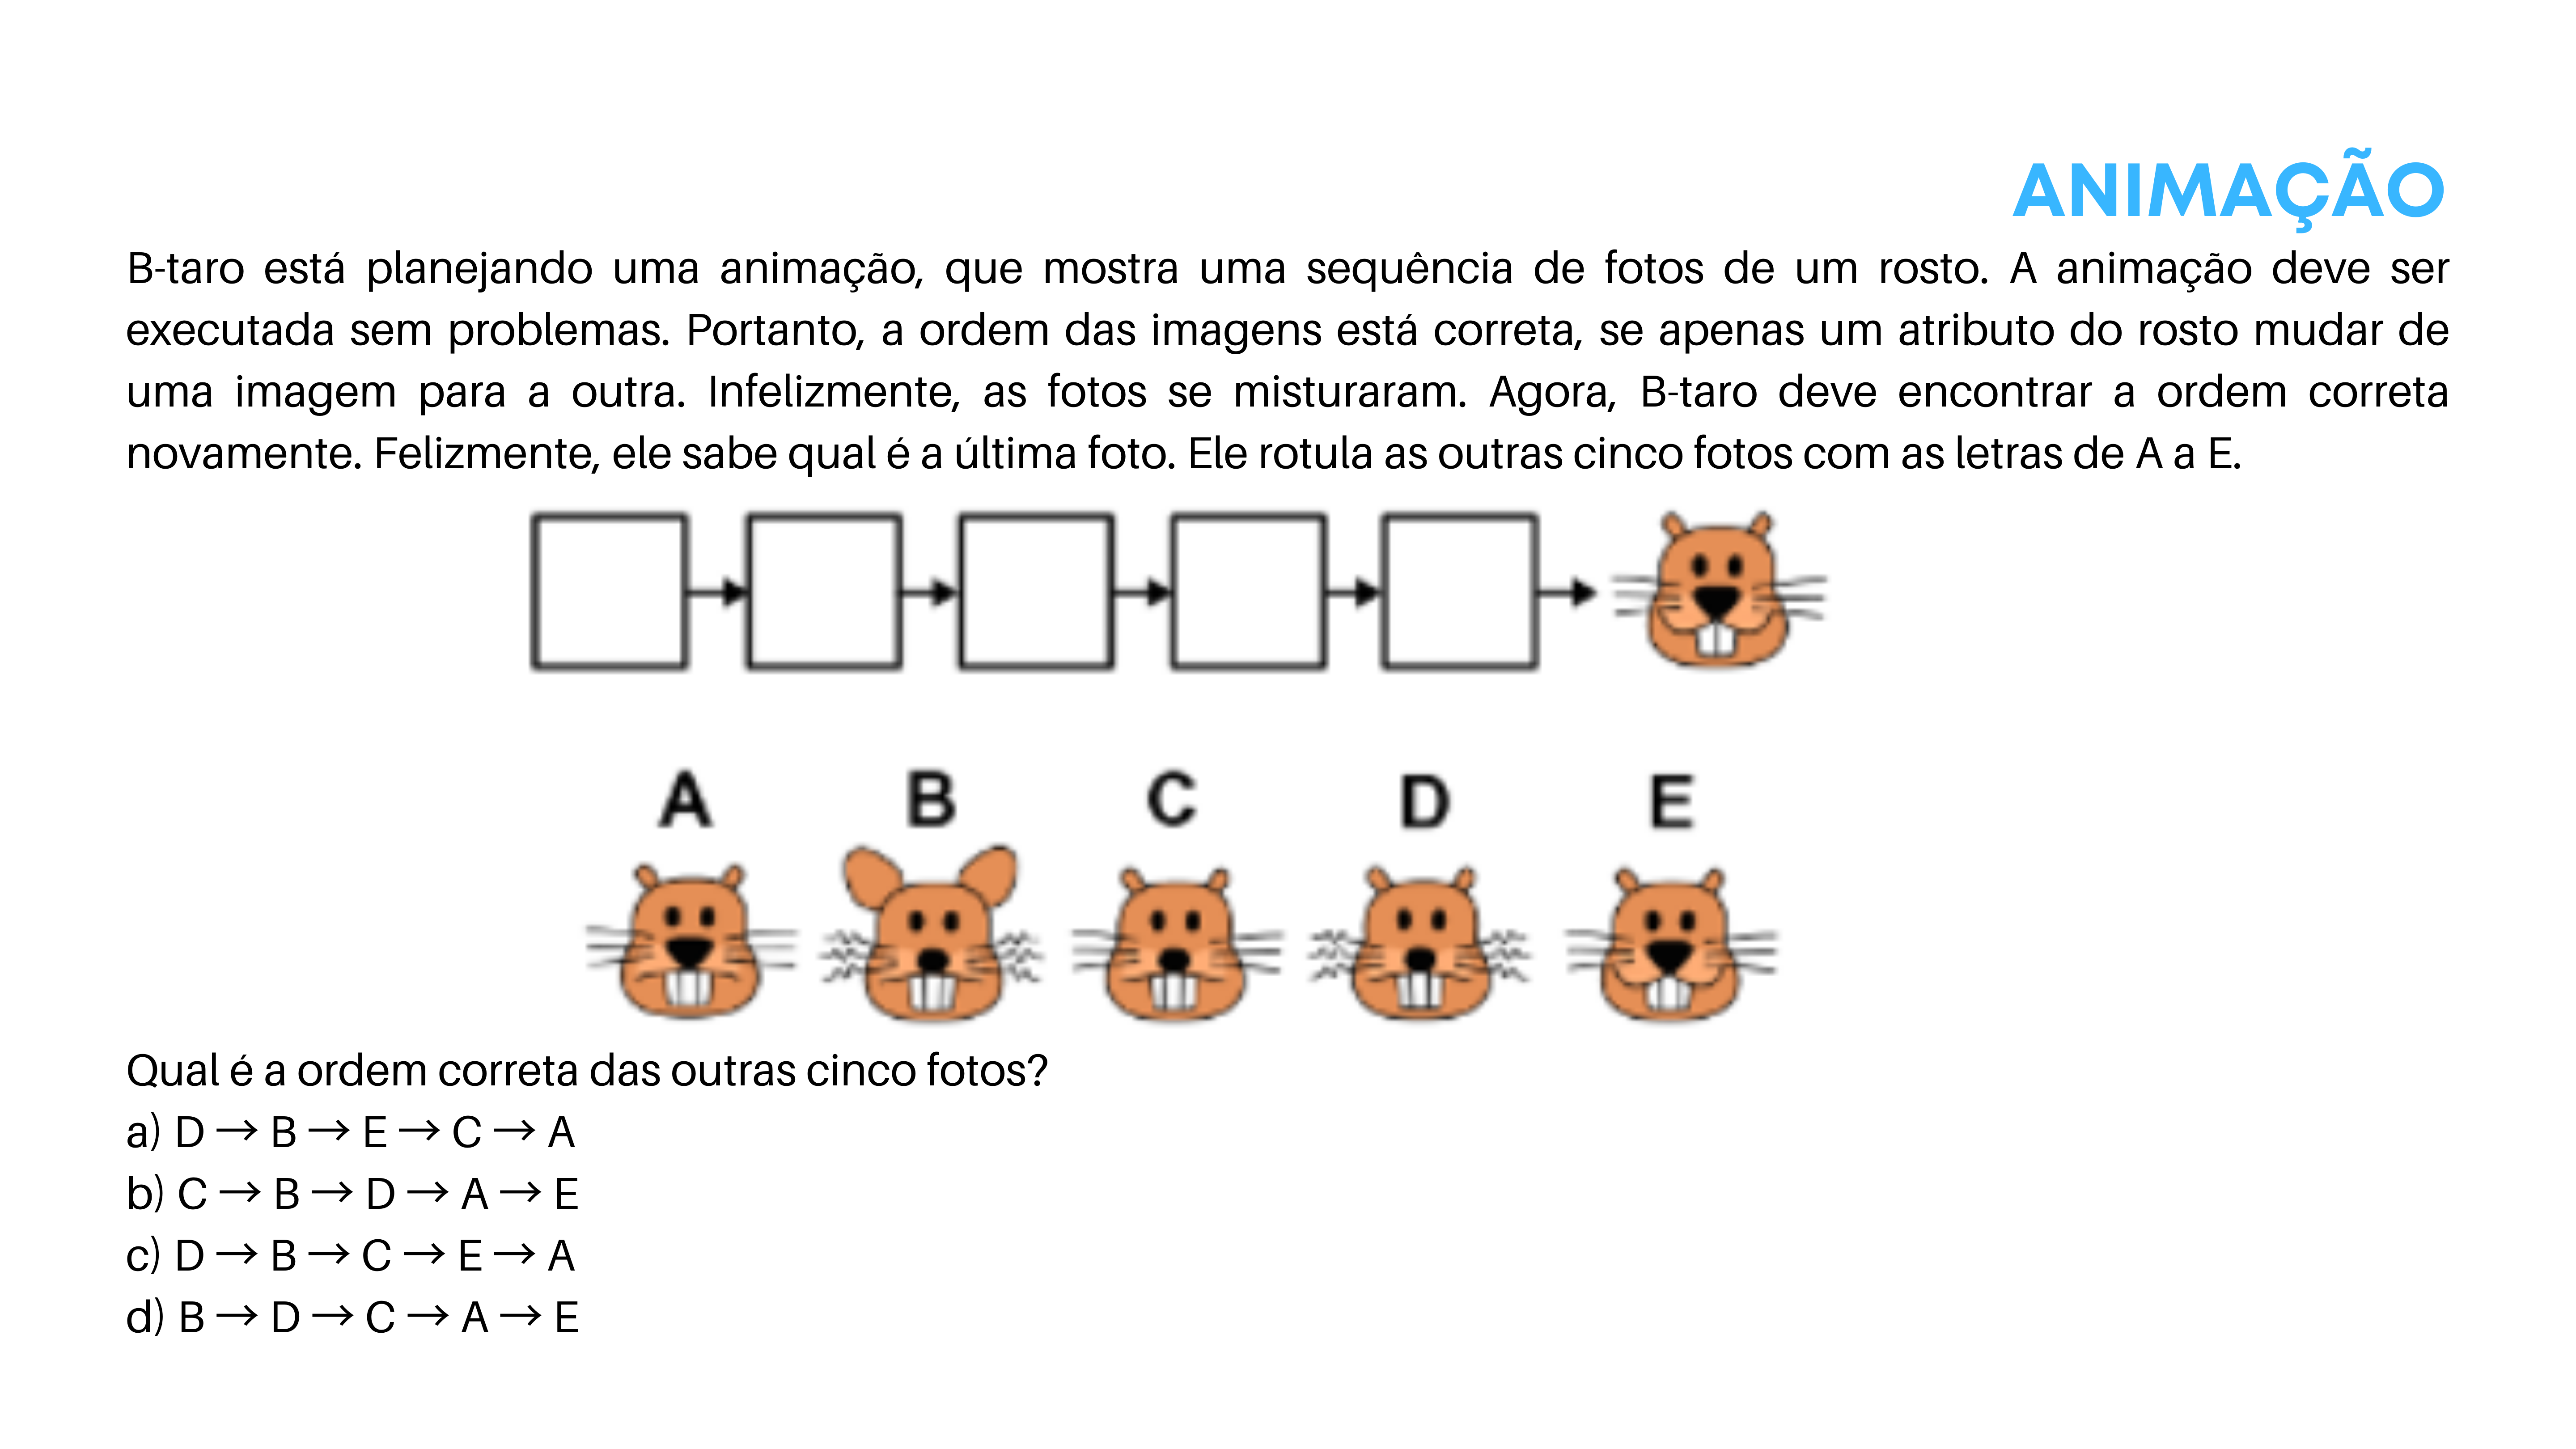 ANIMAÇÃO
B-taro está planejando uma animação, que mostra uma sequência de fotos de um rosto. A animação deve ser
executada sem problemas. Portanto, a ordem das imagens está correta, se apenas um atributo do rosto mudar de
uma imagem para a outra. Infelizmente, as fotos se misturaram. Agora, B-taro deve encontrar a ordem correta
novamente. Felizmente, ele sabe qual é a última foto. Ele rotula as outras cinco fotos com as letras de A a E.
A B C D E
Qual é a ordem correta das outras cinco fotos?
a) D → B → E → C → A
b) C → B → D → A → E
c) D → B → C → E → A
d) B → D → C → A → E